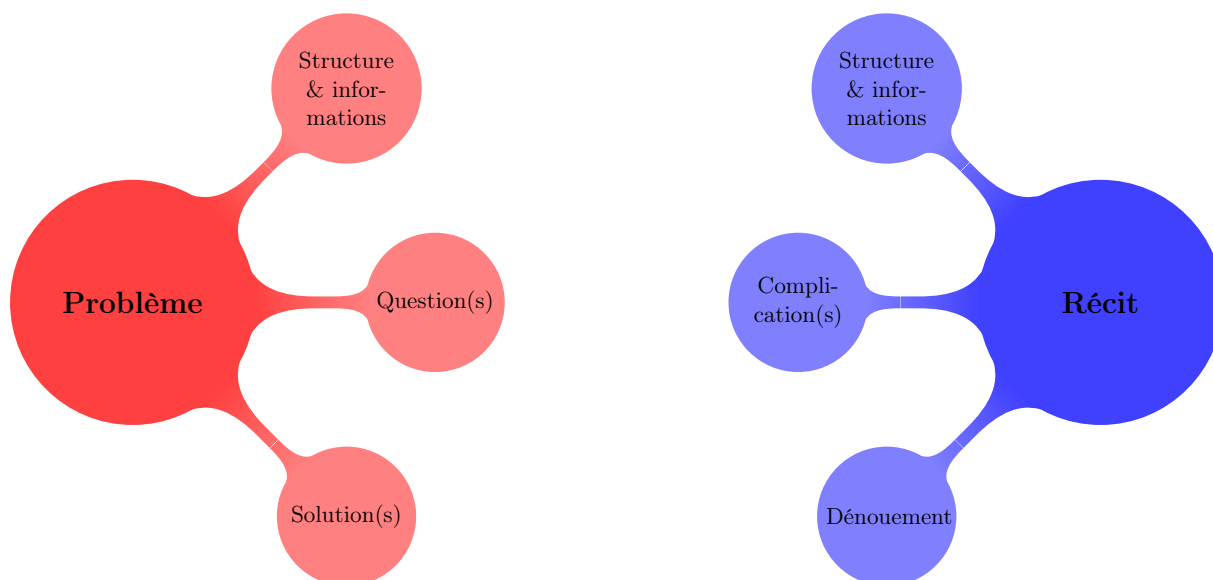 Structure
& infor-
mations
Problème
Question(s)
Solution(s)
Structure
& infor-
mations
Compli-
cation(s)
Récit
Dénouement